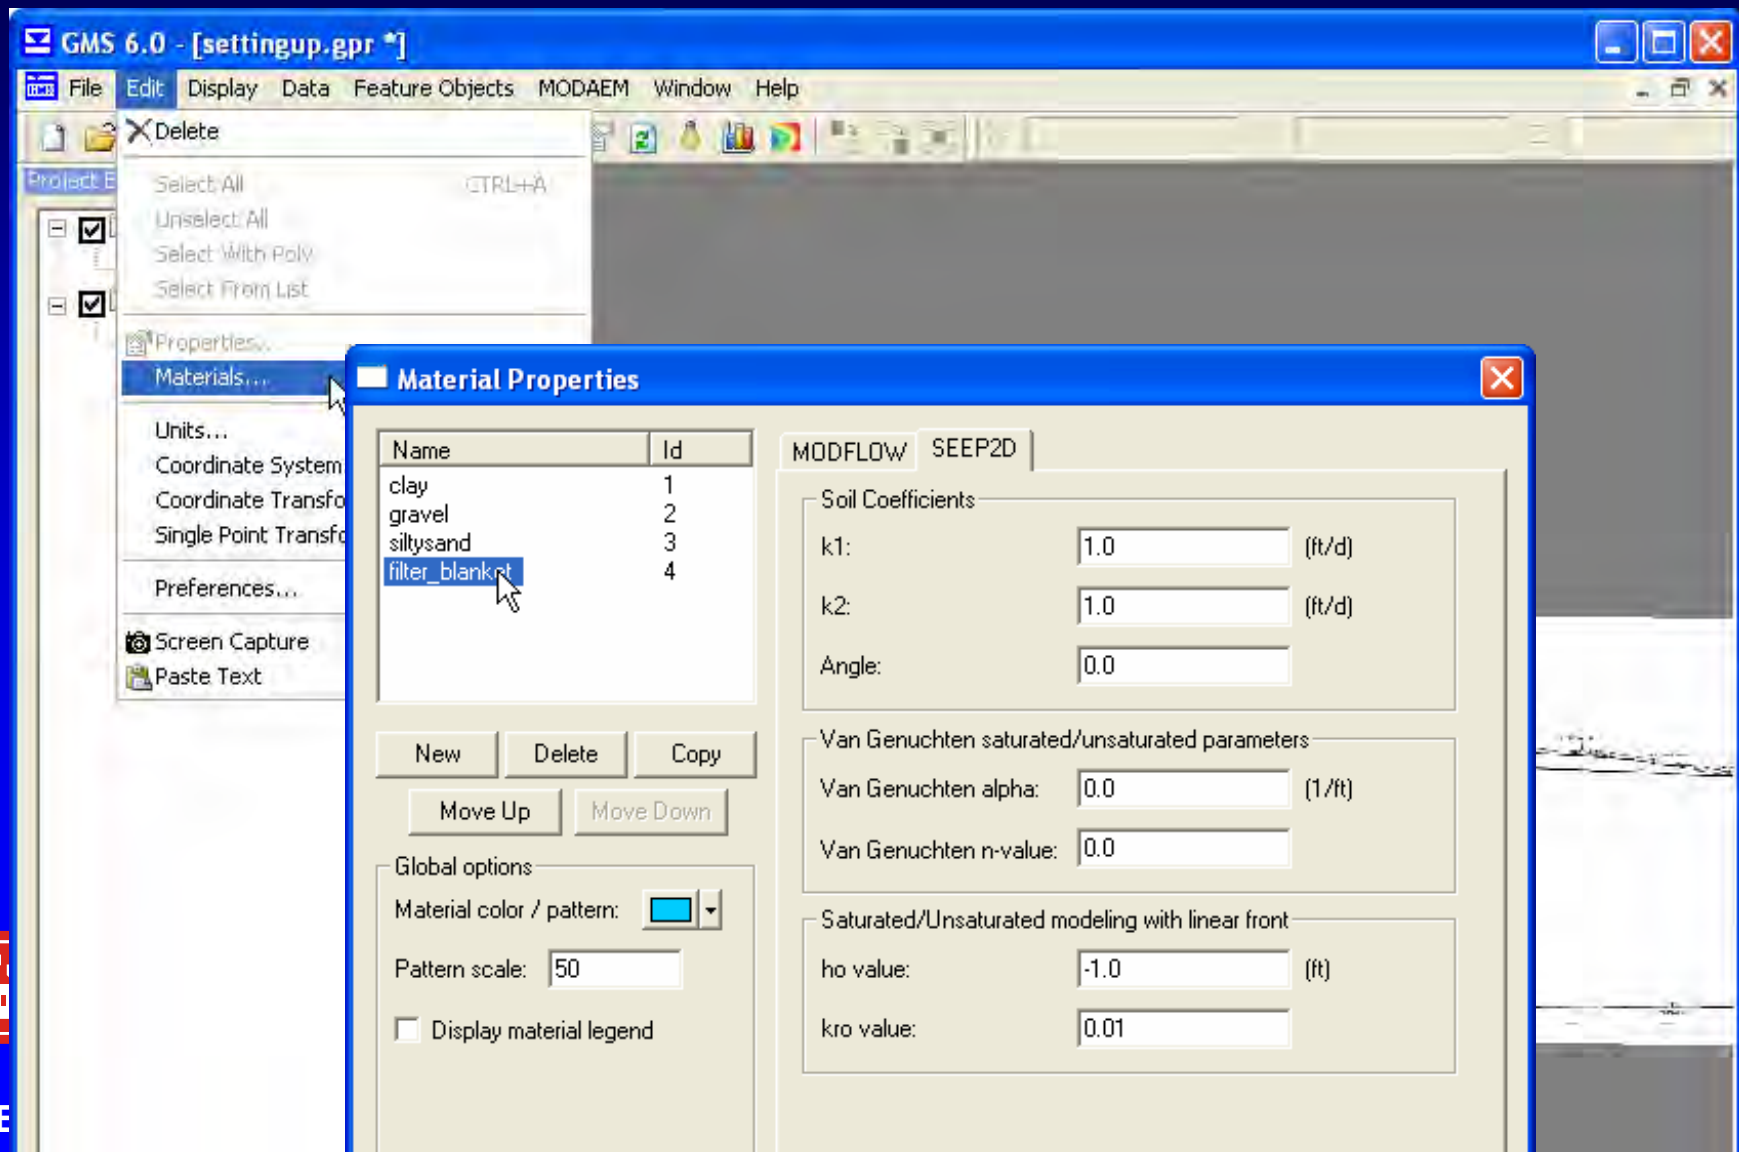 GMS 6.0 - [settingup.gpr *]
File Edit Display Data Feature Objects MODAEM Window Help
Delete
Select All CTRL+A
Unselect All
Select With Poly
Select From List
Properties...
Materials...
Units...
Coordinate System
Coordinate Transfo
Single Point Transfo
Preferences...
Screen Capture
Paste Text
Project E
Material Properties
Name Id
clay 1
gravel 2
siltysand 3
filter_blanket 4
New Delete Copy
Move Up Move Down
Global options
Material color / pattern:
Pattern scale: 50
Display material legend
MODFLOW SEEP2D
Soil Coefficients
k1: 1.0 (ft/d)
k2: 1.0 (ft/d)
Angle: 0.0
Van Genuchten saturated/unsaturated parameters
Van Genuchten alpha: 0.0 (1/ft)
Van Genuchten n-value: 0.0
Saturated/Unsaturated modeling with linear front
ho value: -1.0 (ft)
kro value: 0.01